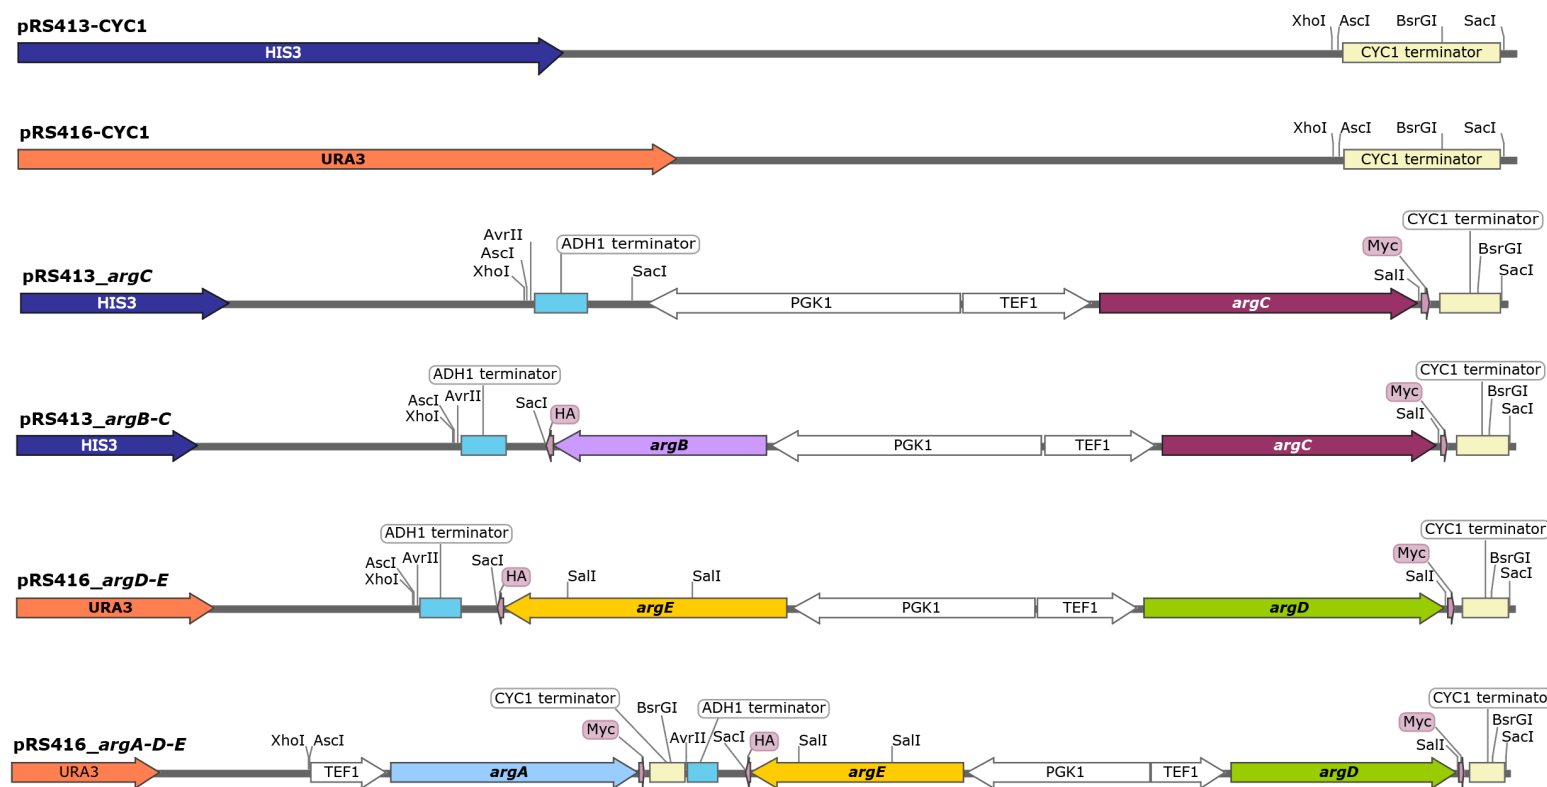 pRS413-CYC1
XhoI AscI BsrGI SacI
HIS3 CYC1 terminator
pRS416-CYC1
XhoI AscI BsrGI SacI
URA3 CYC1 terminator
CYC1 terminator
AvrII ADH1 terminator Myc BsrGI
AscI
XhoI SacI SalI SacI
pRS413_argC
HIS3 PGK1 TEF1 argC
ADH1 terminator CYC1 terminator
AscI AvrII SacI HA Myc BsrGI
XhoI SalI SacI
pRS413_argB-C
HIS3 argB PGK1 TEF1 argC
ADH1 terminator CYC1 terminator
AscI AvrII SacI Myc BsrGI
XhoI HA SalI SalI SalI SacI
pRS416_argD-E
URA3 argE PGK1 TEF1 argD
CYC1 terminator BsrGI ADH1 terminator CYC1 terminato
Myc AvrII SacI Myc BsrGI
XhoI AscI HA SalI SalI SalI SacI
pRS416_argA-D-E
URA3 TEF1 argA argE PGK1 TEF1 argD